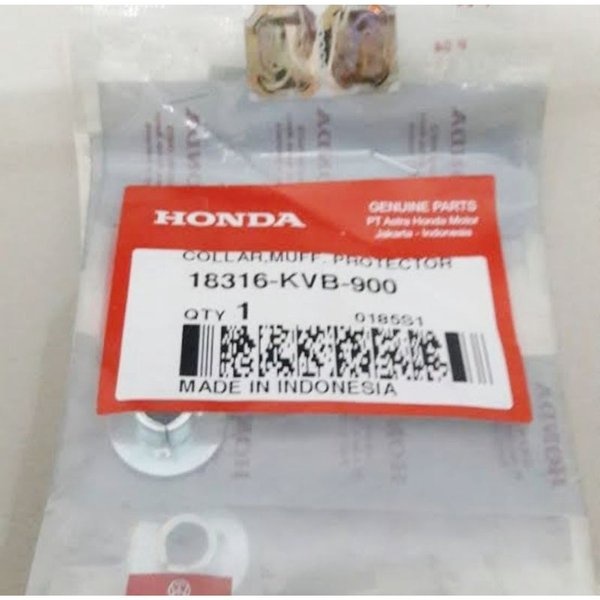 HONDA
GENUINE PARTS
PT Astra Honda Motor
Jakarta - Indonesia
COLLAR,MUFF. PROTECTOR
18316-KVB-900
QTY 1 0185S1
MADE IN INDONESIA